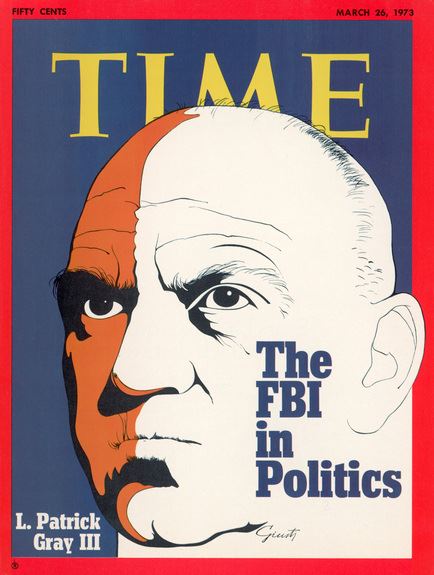 FIFTY CENTS
MARCH 26, 1973
TIME
The
FBI
in
Politics
L. Patrick
Gray III
Giusti
®